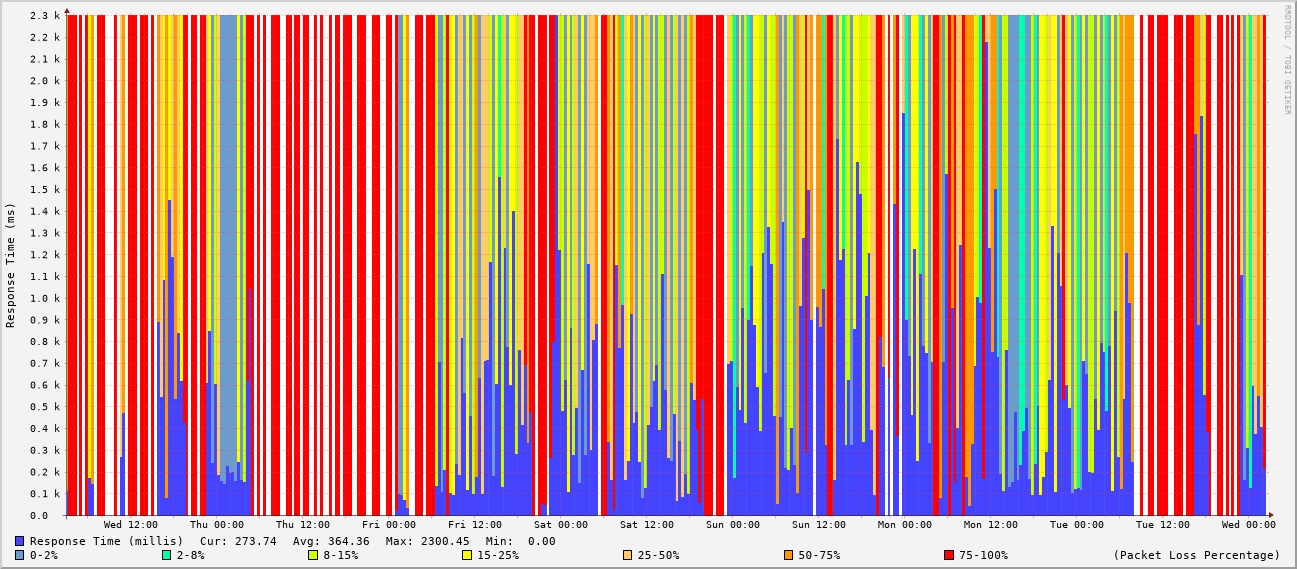 2.3 k
2.2 k
2.1 k
2.0 k
1.9 k
1.8 k
1.7 k
1.6 k
1.5 k
1.4 k
1.3 k
1.2 k
1.1 k
1.0 k
0.9 k
0.8 k
0.7 k
0.6 k
0.5 k
0.4 k
0.3 k
0.2 k
0.1 k
0.0
Response Time (ms)
RRDTOOL / TOBI OETIKER
Wed 12:00 Thu 00:00 Thu 12:00 Fri 00:00 Fri 12:00 Sat 00:00 Sat 12:00 Sun 00:00 Sun 12:00 Mon 00:00 Mon 12:00 Tue 00:00 Tue 12:00 Wed 00:00
Response Time (millis) Cur: 273.74 Avg: 364.36 Max: 2300.45 Min: 0.00
0-2% 2-8% 8-15% 15-25% 25-50% 50-75% 75-100% (Packet Loss Percentage)